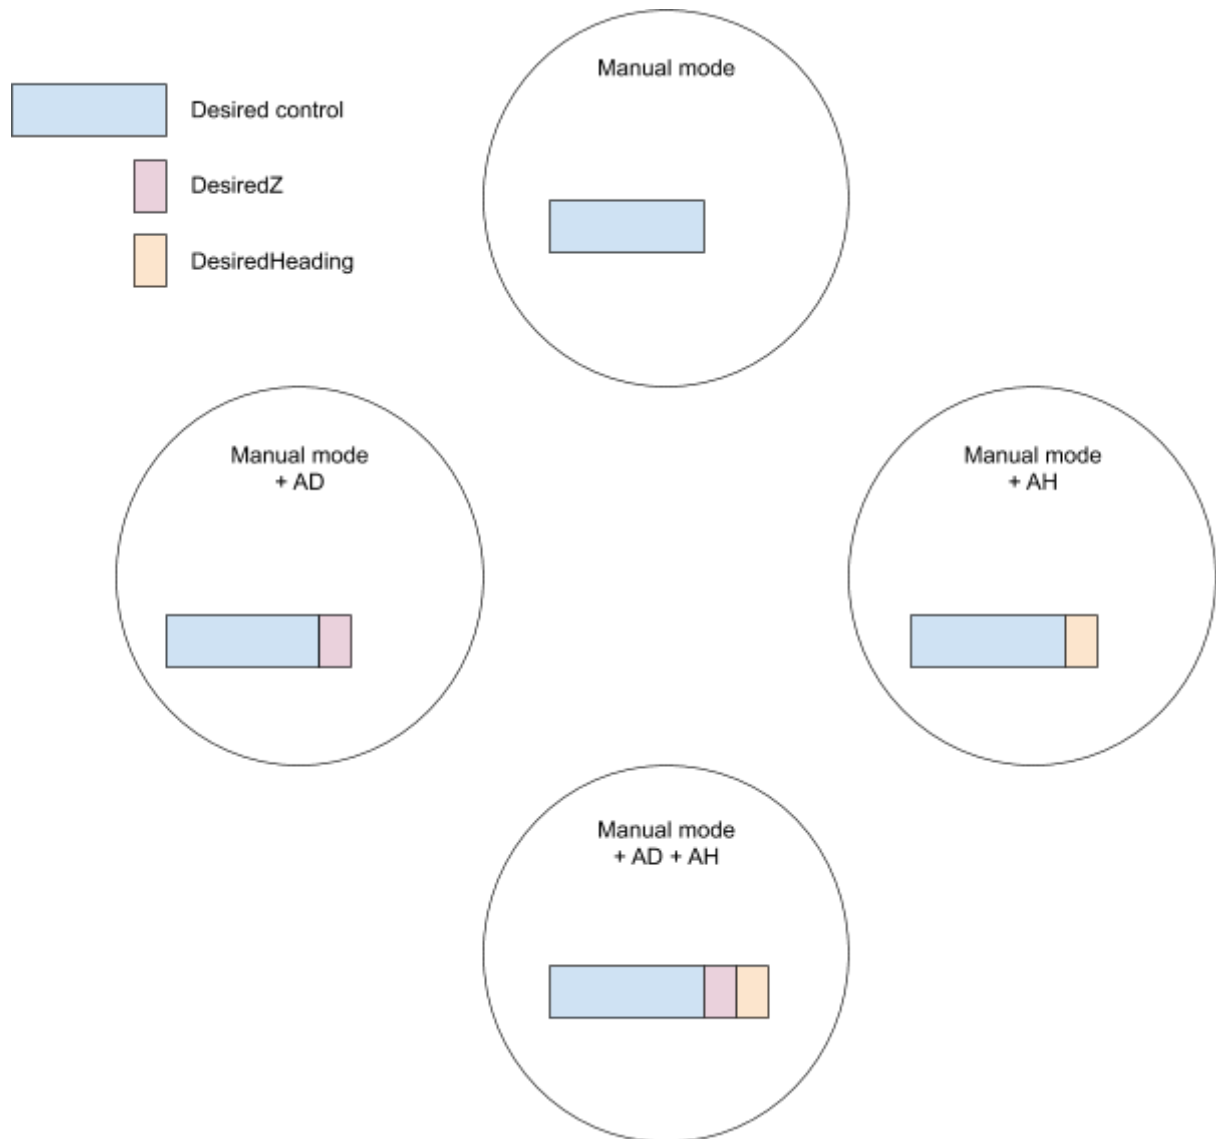 Manual mode
Desired control
DesiredZ
DesiredHeading
Manual mode
+ AD
Manual mode
+ AH
Manual mode
+ AD + AH